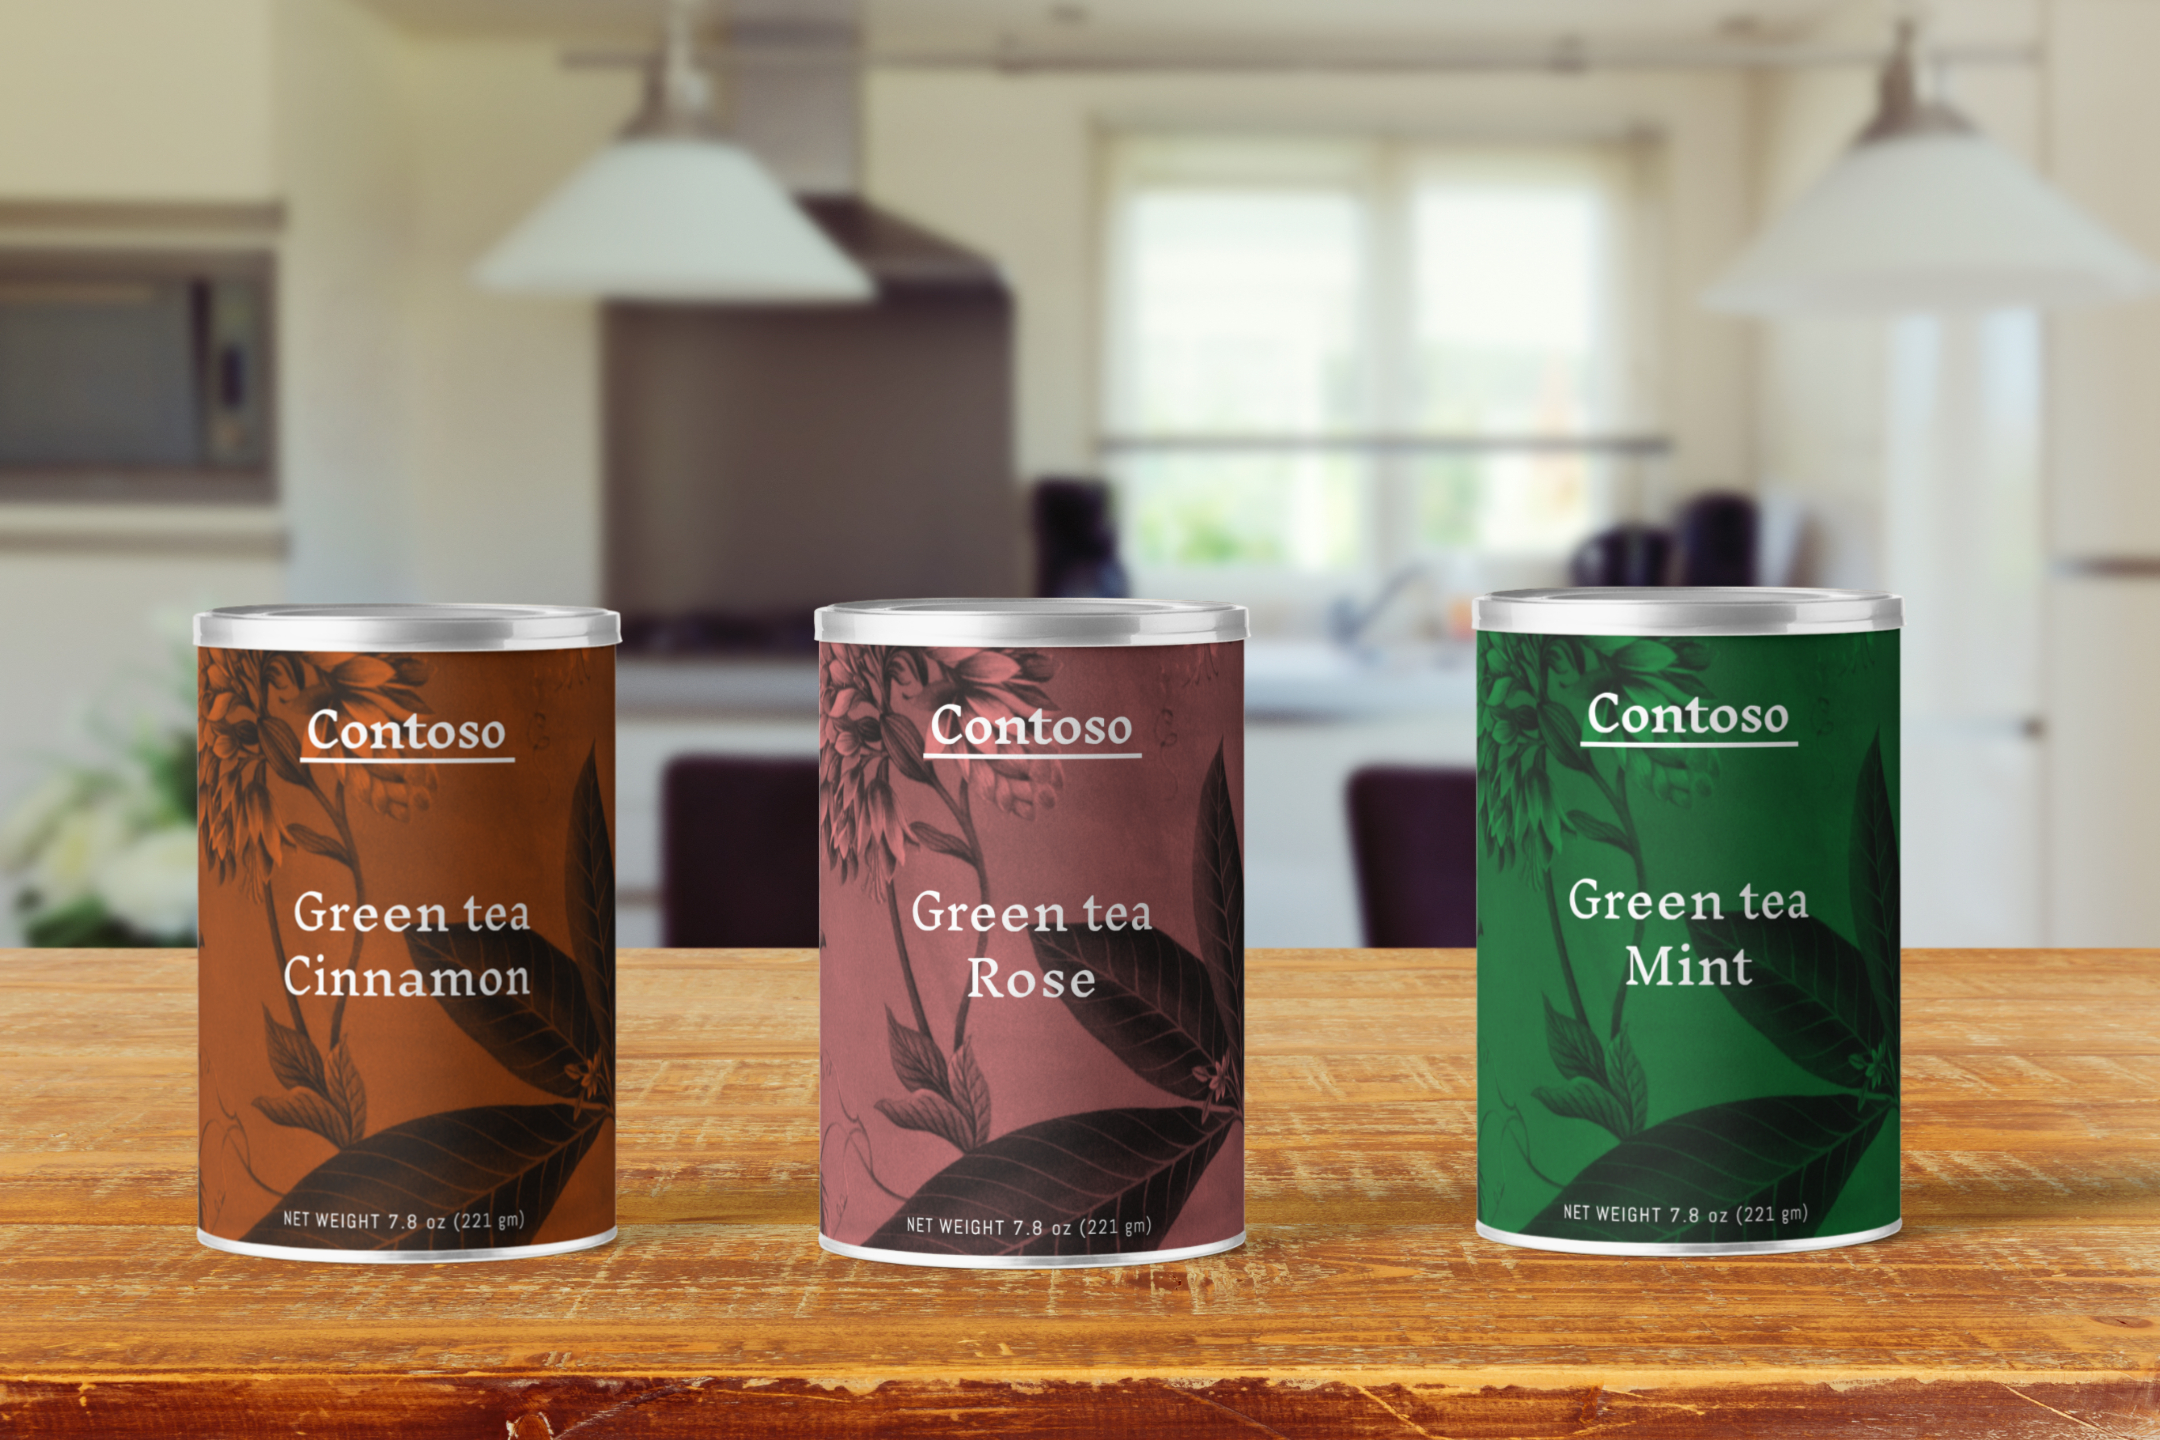 Contoso
Green tea
Cinnamon
NET WEIGHT 7.8 oz (221 gm)
Contoso
Green tea
Rose
NET WEIGHT 7.8 oz (221 gm)
Contoso
Green tea
Mint
NET WEIGHT 7.8 oz (221 gm)